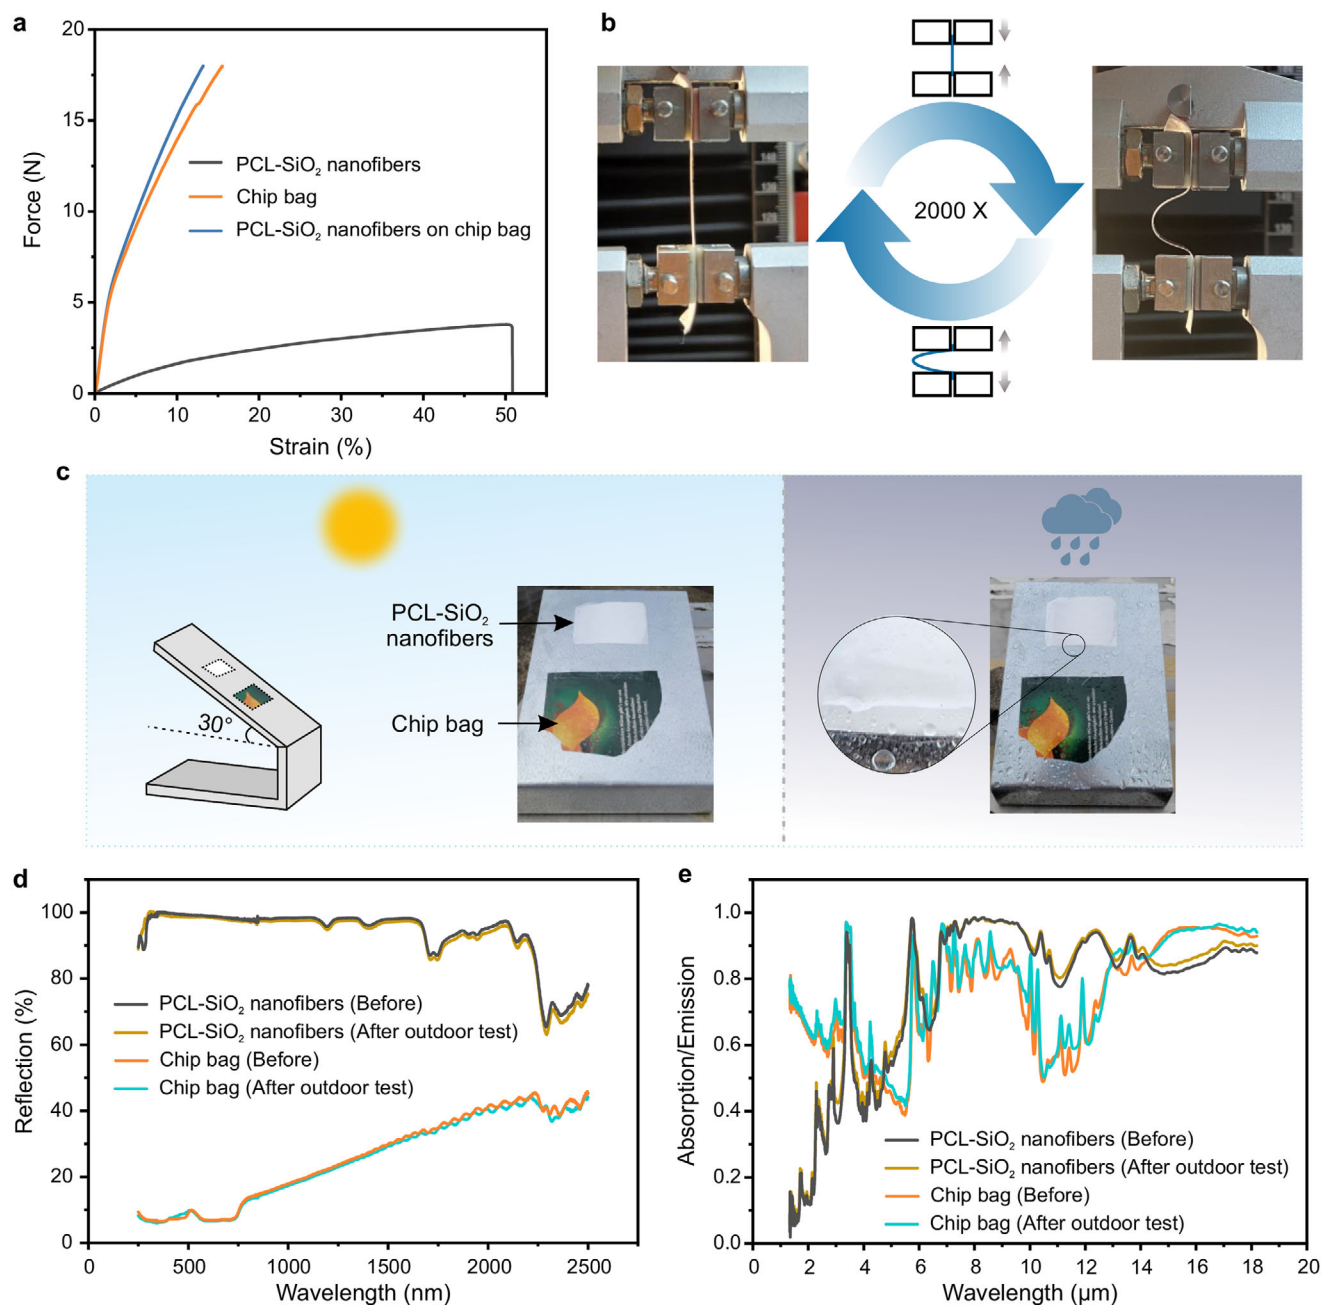 a
20
15
10
5
0
Force (N)
PCL-SiO₂ nanofibers
Chip bag
PCL-SiO₂ nanofibers on chip bag
0 10 20 30 40 50
Strain (%)
b
2000 X
c
30°
PCL-SiO₂
nanofibers
Chip bag
d
100
80
60
40
20
0
Reflection (%)
PCL-SiO₂ nanofibers (Before)
PCL-SiO₂ nanofibers (After outdoor test)
Chip bag (Before)
Chip bag (After outdoor test)
0 500 1000 1500 2000 2500
Wavelength (nm)
e
1.0
0.8
0.6
0.4
0.2
0.0
Absorption/Emission
PCL-SiO₂ nanofibers (Before)
PCL-SiO₂ nanofibers (After outdoor test)
Chip bag (Before)
Chip bag (After outdoor test)
0 2 4 6 8 10 12 14 16 18 20
Wavelength (μm)